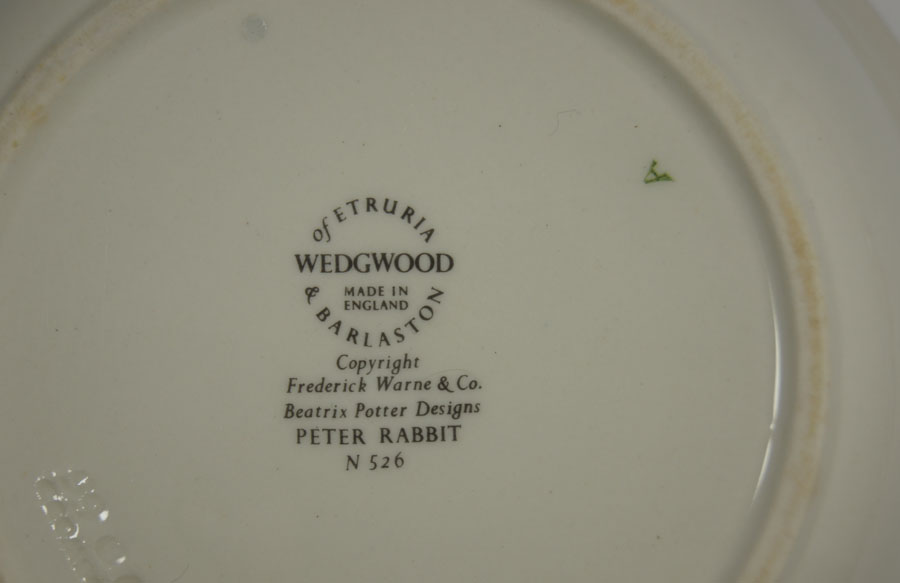 of ETRURIA
WEDGWOOD
MADE IN
ENGLAND
& BARLASTON
Copyright
Frederick Warne & Co.
Beatrix Potter Designs
PETER RABBIT
N 526